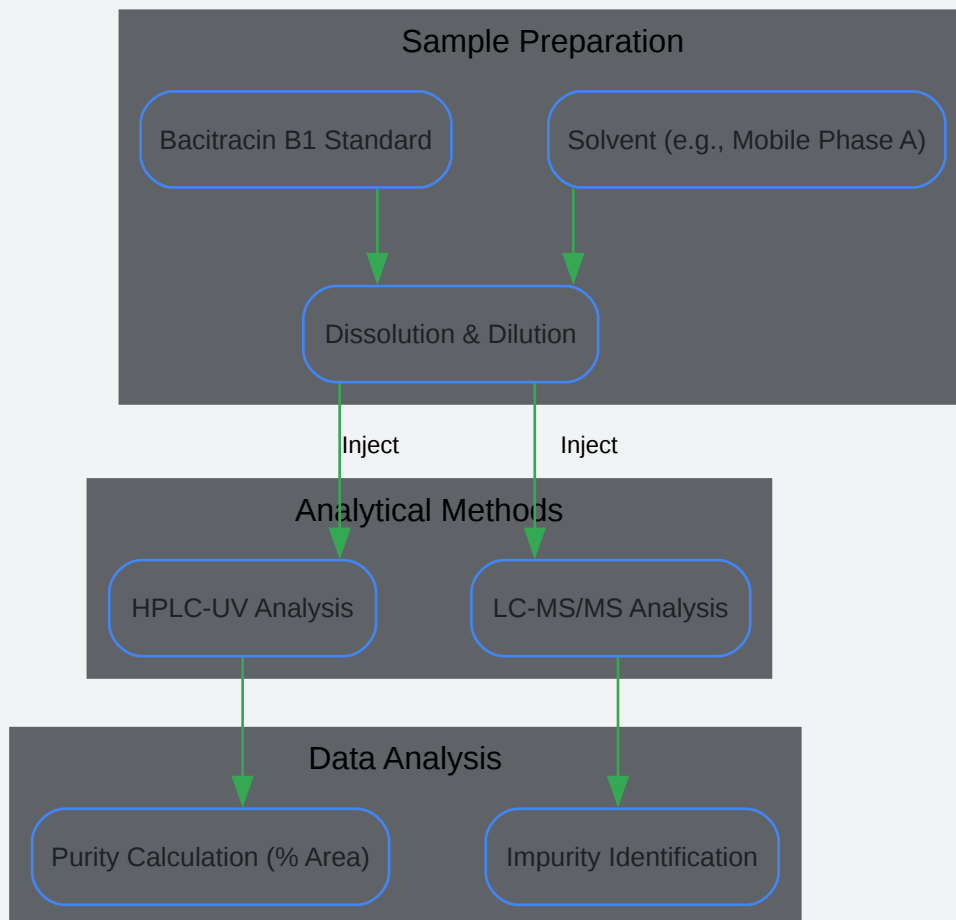 Sample Preparation
Bacitracin B1 Standard
Solvent (e.g., Mobile Phase A)
Dissolution & Dilution
Inject
Inject
Analytical Methods
HPLC-UV Analysis
LC-MS/MS Analysis
Data Analysis
Purity Calculation (% Area)
Impurity Identification